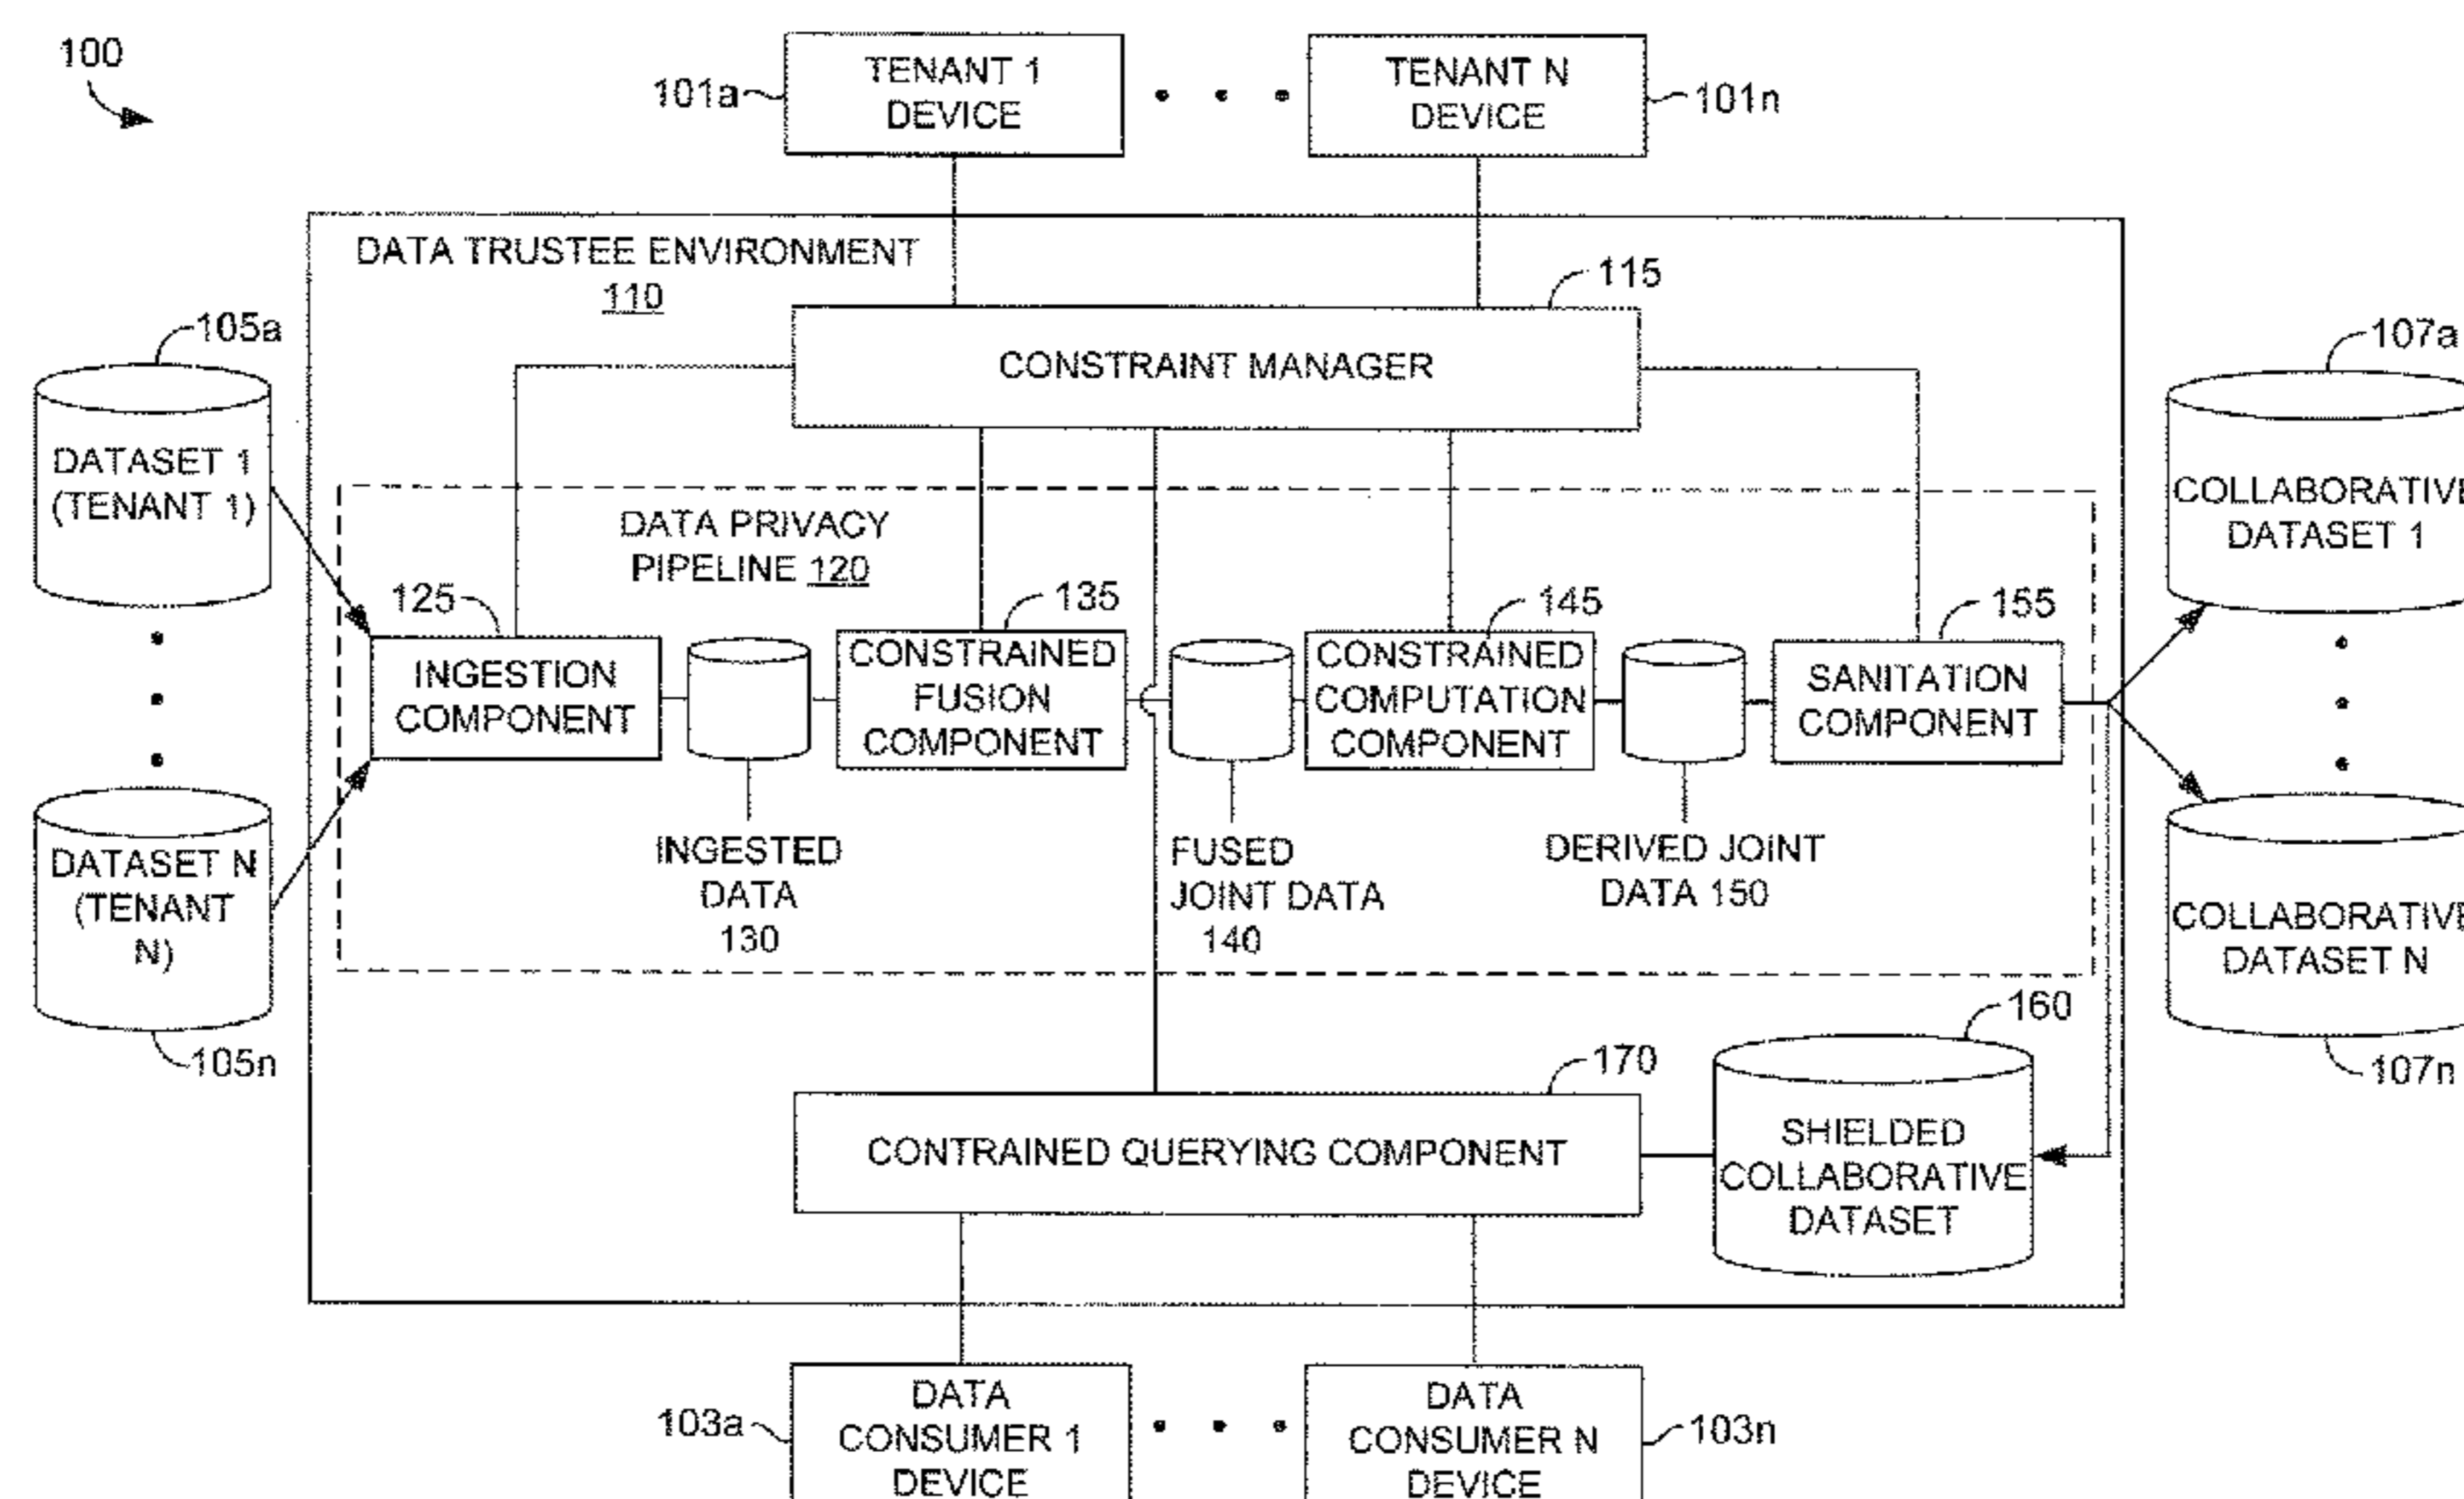 100
TENANT 1
DEVICE
101a
TENANT N
DEVICE
101n
DATA TRUSTEE ENVIRONMENT
110
115
CONSTRAINT MANAGER
105a
DATASET 1
(TENANT 1)
DATASET N
(TENANT
N)
105n
DATA PRIVACY
PIPELINE 120
125
INGESTION
COMPONENT
INGESTED
DATA
130
135
CONSTRAINED
FUSION
COMPONENT
FUSED
JOINT DATA
140
145
CONSTRAINED
COMPUTATION
COMPONENT
DERIVED JOINT
DATA 150
155
SANITATION
COMPONENT
107a
COLLABORATIVE
DATASET 1
COLLABORATIVE
DATASET N
107n
160
SHIELDED
COLLABORATIVE
DATASET
170
CONTRAINED QUERYING COMPONENT
103a
DATA
CONSUMER 1
DEVICE
DATA
CONSUMER N
DEVICE
103n